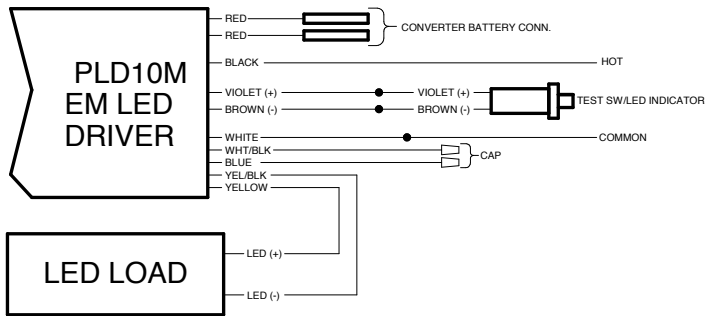 RED
RED
CONVERTER BATTERY CONN.
BLACK
HOT
PLD10M
EM LED
DRIVER
VIOLET (+)
VIOLET (+)
BROWN (-)
BROWN (-)
TEST SW/LED INDICATOR
WHITE
COMMON
WHT/BLK
BLUE
CAP
YEL/BLK
YELLOW
LED LOAD
LED (+)
LED (-)